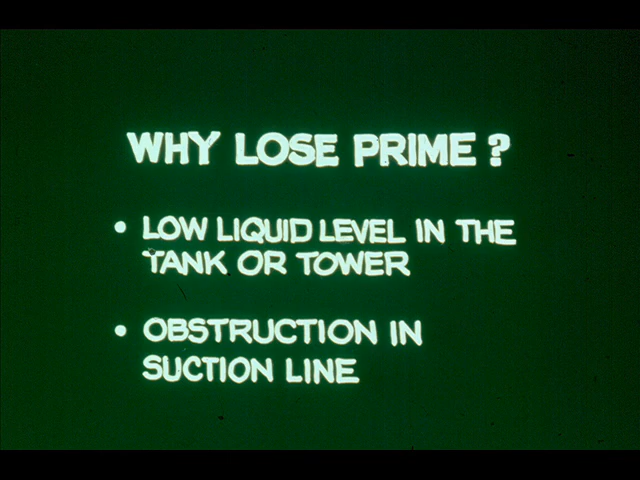 WHY LOSE PRIME ?
• LOW LIQUID LEVEL IN THE
TANK OR TOWER
• OBSTRUCTION IN
SUCTION LINE